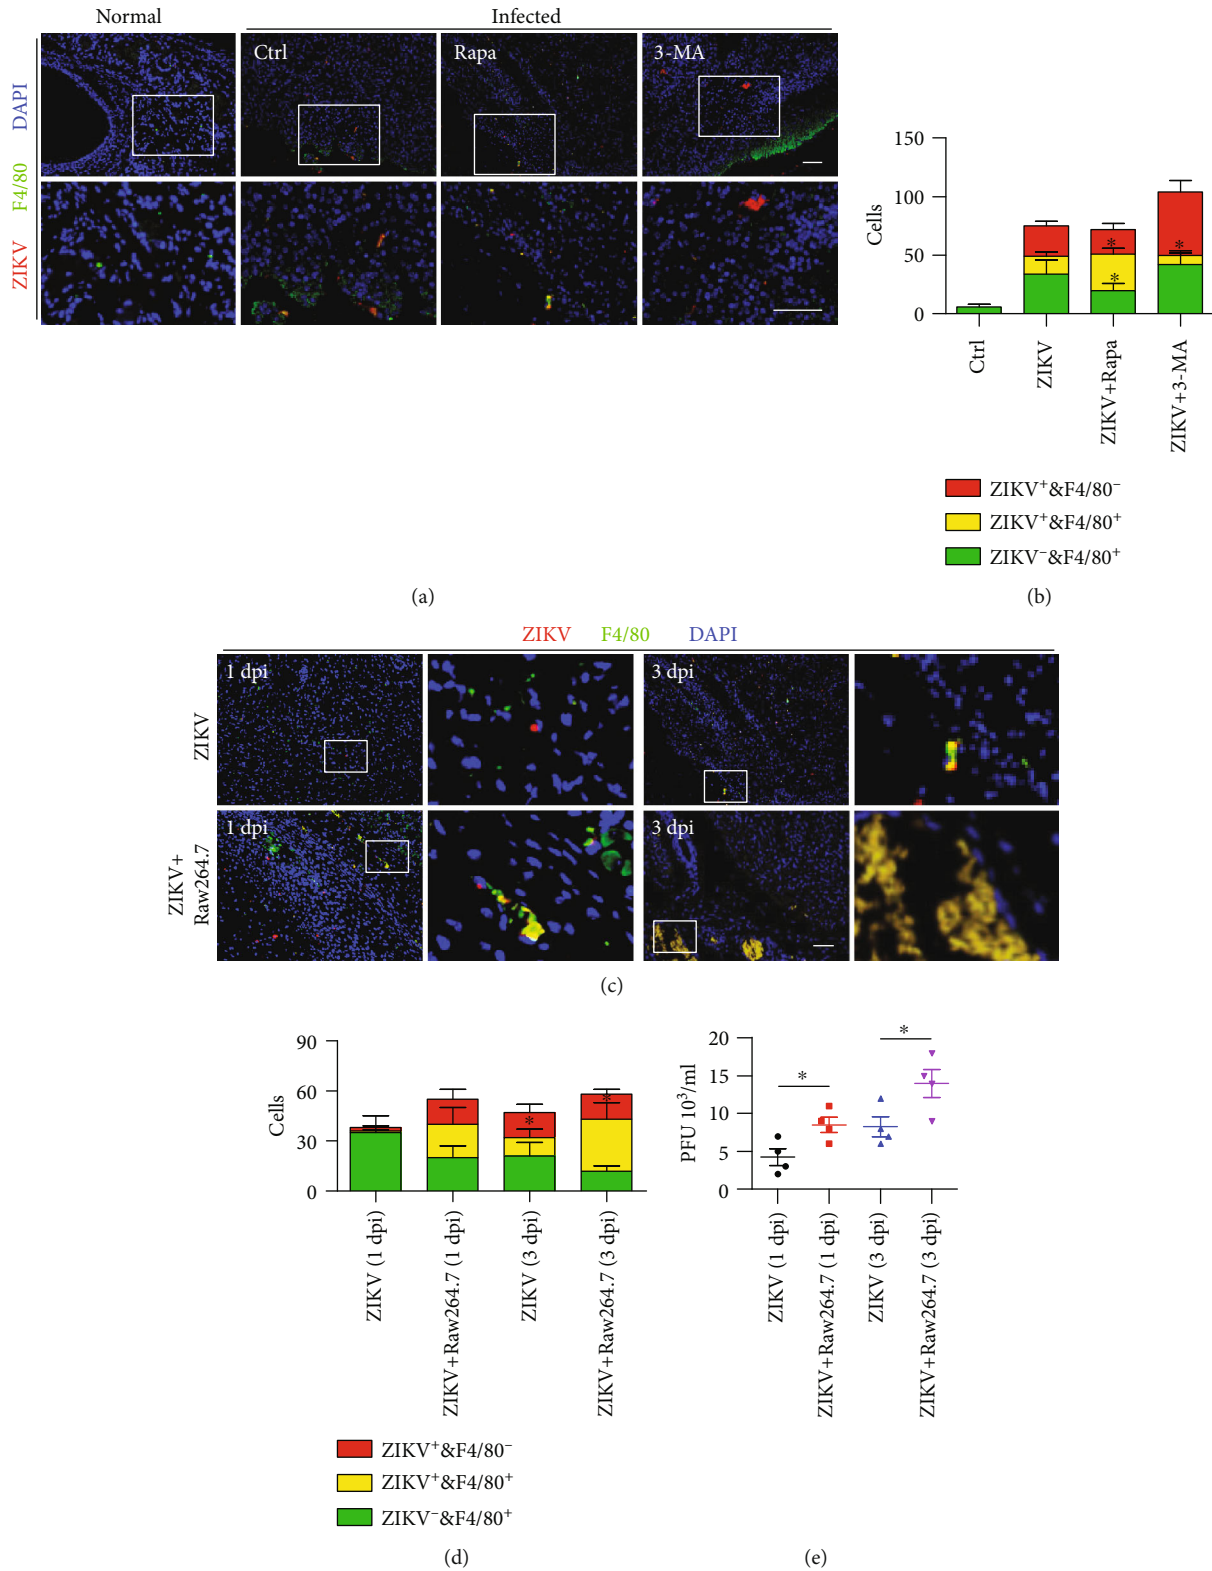 Normal
Infected
Ctrl
Rapa
3-MA
ZIKV F4/80 DAPI
150
100
50
0
Cells
*
*
*
Ctrl
ZIKV
ZIKV+Rapa
ZIKV+3-MA
ZIKV⁺&F4/80⁻
ZIKV⁺&F4/80⁺
ZIKV⁻&F4/80⁺
(a)
(b)
ZIKV F4/80 DAPI
1 dpi
3 dpi
ZIKV
1 dpi
3 dpi
ZIKV+
Raw264.7
(c)
90
60
30
0
Cells
*
*
ZIKV (1 dpi)
ZIKV+Raw264.7 (1 dpi)
ZIKV (3 dpi)
ZIKV+Raw264.7 (3 dpi)
ZIKV⁺&F4/80⁻
ZIKV⁺&F4/80⁺
ZIKV⁻&F4/80⁺
(d)
20
15
10
5
0
PFU 10³/ml
*
*
ZIKV (1 dpi)
ZIKV+Raw264.7 (1 dpi)
ZIKV (3 dpi)
ZIKV+Raw264.7 (3 dpi)
(e)